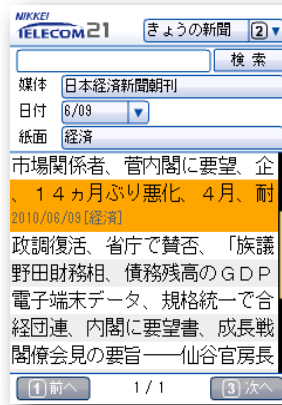 NIKKEI
TELECOM21
きょうの新聞 2
検 索
媒体 日本経済新聞朝刊
日付 6/09
紙面 経済
市場関係者、菅内閣に要望、企
、１４ヵ月ぶり悪化、４月、耐
2010/06/09[経済]
政調復活、省庁で賛否、「族議
野田財務相、債務残高のＧＤＰ
電子端末データ、規格統一で合
経団連、内閣に要望書、成長戦
閣僚会見の要旨――仙谷官房長
1前へ 1/1 3次へ